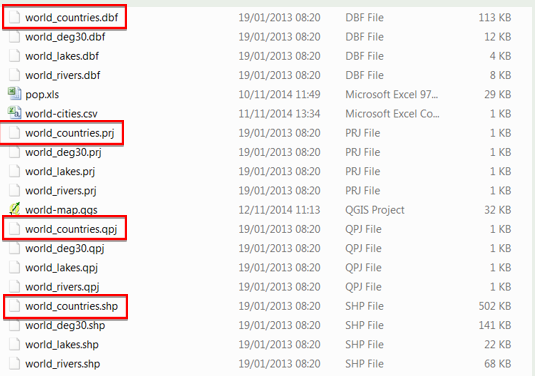 world_countries.dbf 19/01/2013 08:20 DBF File 113 KB
world_deg30.dbf 19/01/2013 08:20 DBF File 12 KB
world_lakes.dbf 19/01/2013 08:20 DBF File 4 KB
world_rivers.dbf 19/01/2013 08:20 DBF File 8 KB
pop.xls 10/11/2014 11:49 Microsoft Excel 97... 29 KB
world-cities.csv 11/11/2014 13:34 Microsoft Excel Co... 1 KB
world_countries.prj 19/01/2013 08:20 PRJ File 1 KB
world_deg30.prj 19/01/2013 08:20 PRJ File 1 KB
world_lakes.prj 19/01/2013 08:20 PRJ File 1 KB
world_rivers.prj 19/01/2013 08:20 PRJ File 1 KB
world-map.qgs 12/11/2014 11:13 QGIS Project 32 KB
world_countries.qpj 19/01/2013 08:20 QPJ File 1 KB
world_deg30.qpj 19/01/2013 08:20 QPJ File 1 KB
world_lakes.qpj 19/01/2013 08:20 QPJ File 1 KB
world_rivers.qpj 19/01/2013 08:20 QPJ File 1 KB
world_countries.shp 19/01/2013 08:20 SHP File 502 KB
world_deg30.shp 19/01/2013 08:20 SHP File 141 KB
world_lakes.shp 19/01/2013 08:20 SHP File 22 KB
world_rivers.shp 19/01/2013 08:20 SHP File 68 KB